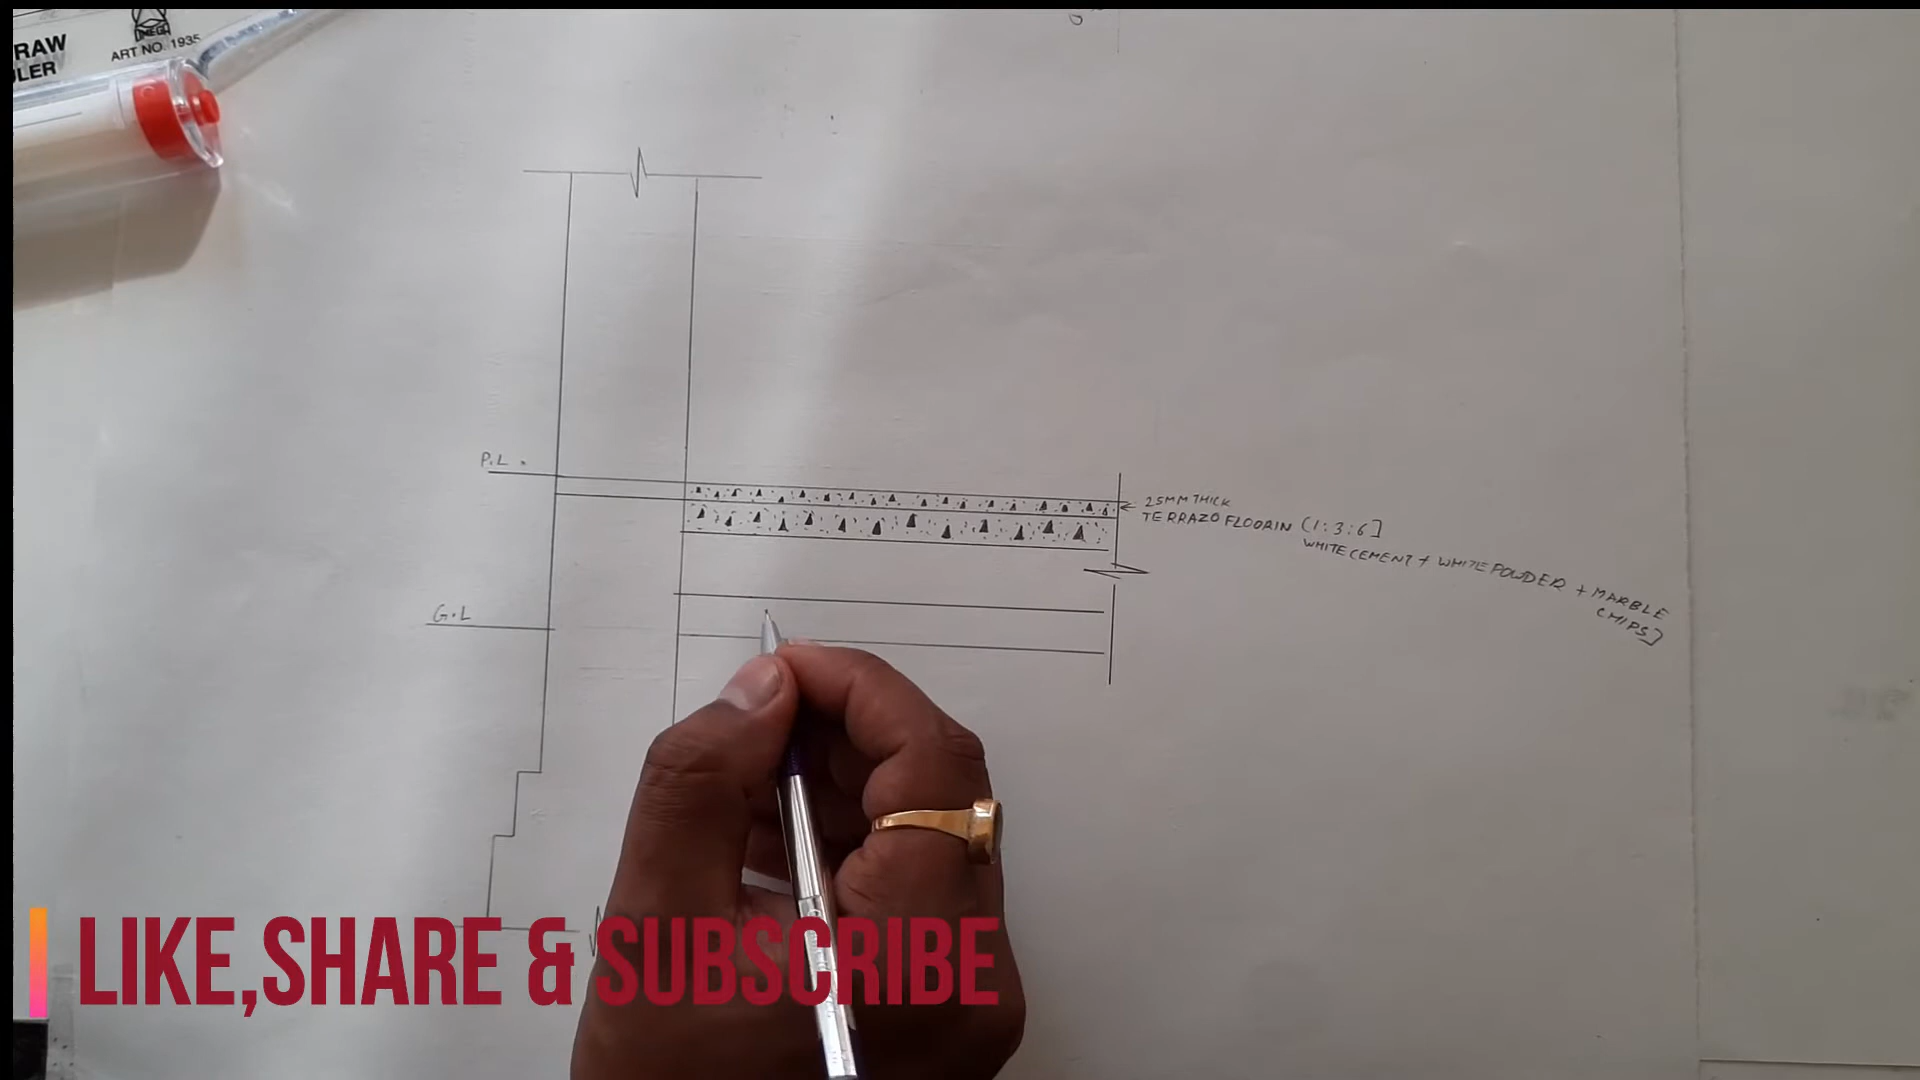 RAW
ULER
ART NO. 1935
P.L.
25MM THICK
TERRAZO FLOORIN [1:3:6]
WHITE CEMENT + WHITE POWDER + MARBLE
CHIPS]
G.L
LIKE,SHARE & SUBSCRIBE